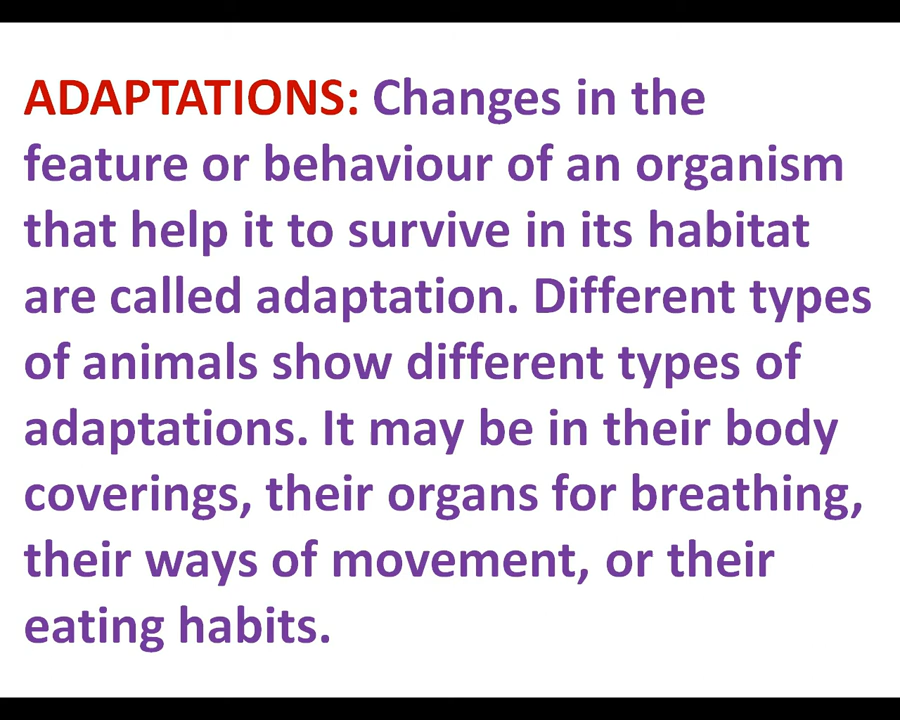 ADAPTATIONS: Changes in the
feature or behaviour of an organism
that help it to survive in its habitat
are called adaptation. Different types
of animals show different types of
adaptations. It may be in their body
coverings, their organs for breathing,
their ways of movement, or their
eating habits.